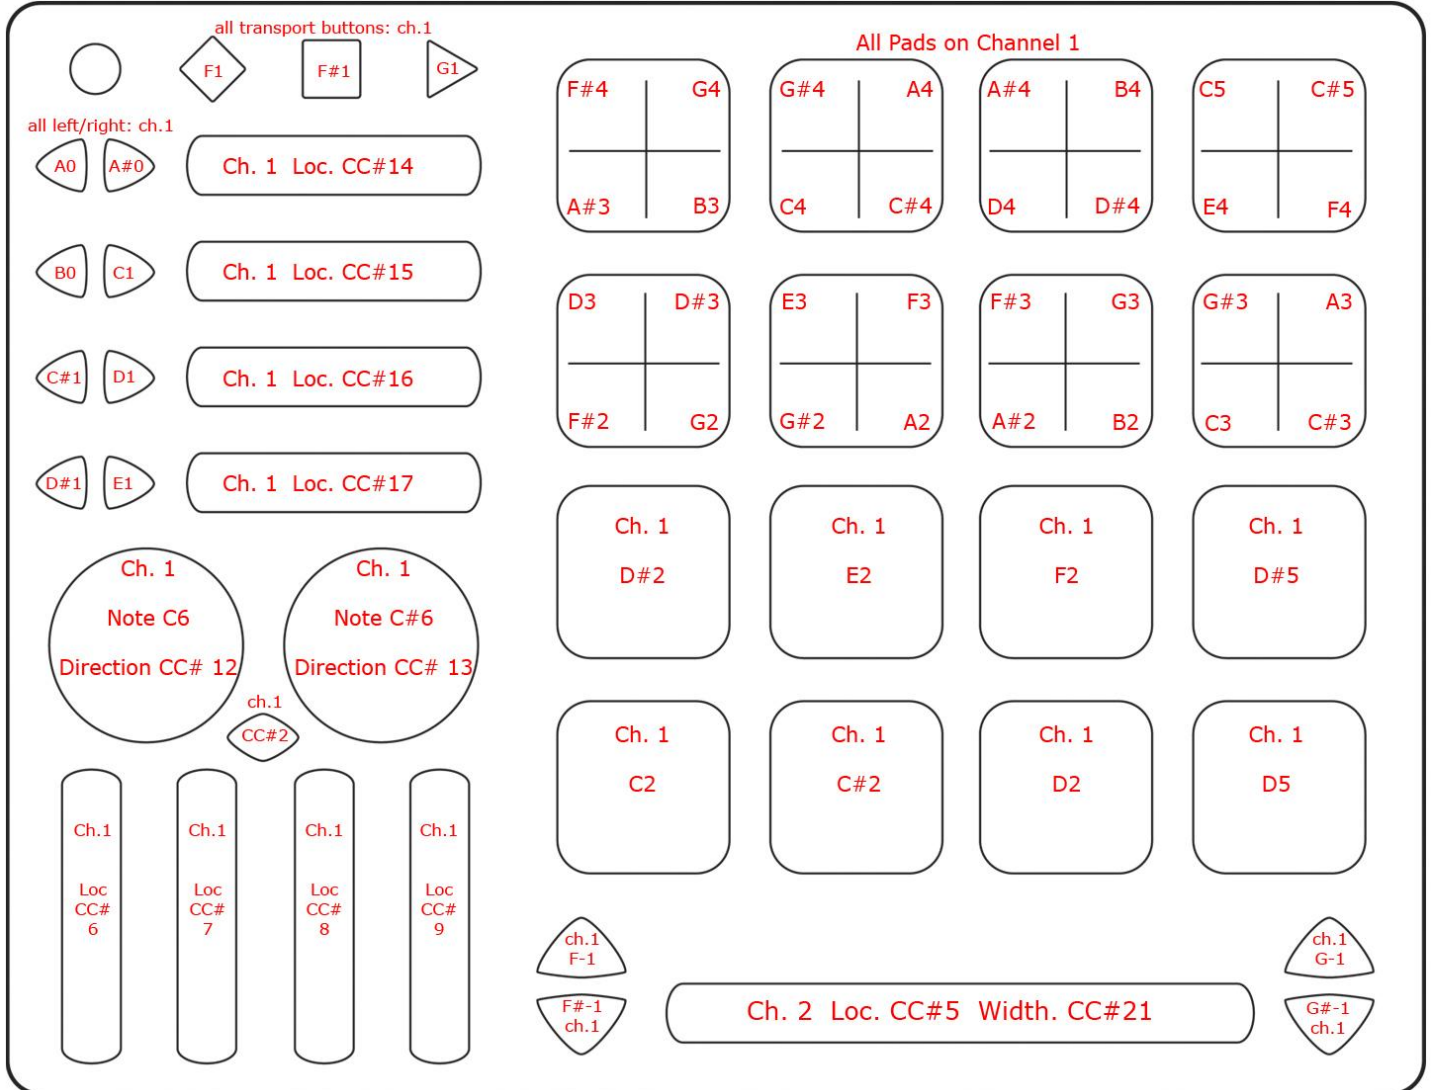 all transport buttons: ch.1
F1
F#1
G1
all left/right: ch.1
A0
A#0
Ch. 1 Loc. CC#14
B0
C1
Ch. 1 Loc. CC#15
C#1
D1
Ch. 1 Loc. CC#16
D#1
E1
Ch. 1 Loc. CC#17
Ch. 1
Note C6
Direction CC# 12
Ch. 1
Note C#6
Direction CC# 13
ch.1
CC#2
Ch.1
Loc
CC#
6
Ch.1
Loc
CC#
7
Ch.1
Loc
CC#
8
Ch.1
Loc
CC#
9
All Pads on Channel 1
F#4 G4
A#3 B3
G#4 A4
C4 C#4
A#4 B4
D4 D#4
C5 C#5
E4 F4
D3 D#3
F#2 G2
E3 F3
G#2 A2
F#3 G3
A#2 B2
G#3 A3
C3 C#3
Ch. 1
D#2
Ch. 1
E2
Ch. 1
F2
Ch. 1
D#5
Ch. 1
C2
Ch. 1
C#2
Ch. 1
D2
Ch. 1
D5
ch.1
F-1
F#-1
ch.1
Ch. 2 Loc. CC#5 Width. CC#21
ch.1
G-1
G#-1
ch.1